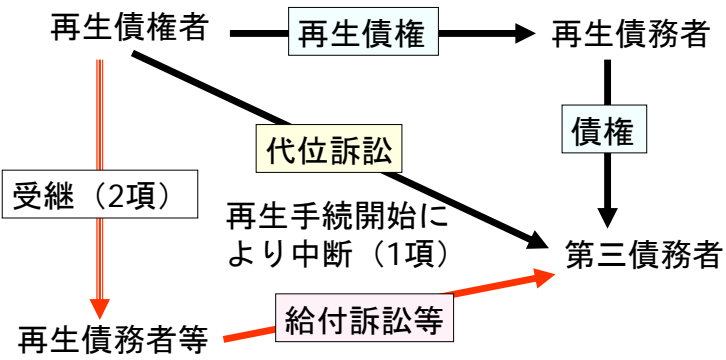 再生債権者
再生債権
再生債務者
代位訴訟
債権
受継（2項）
再生手続開始に
より中断（1項）
第三債務者
給付訴訟等
再生債務者等